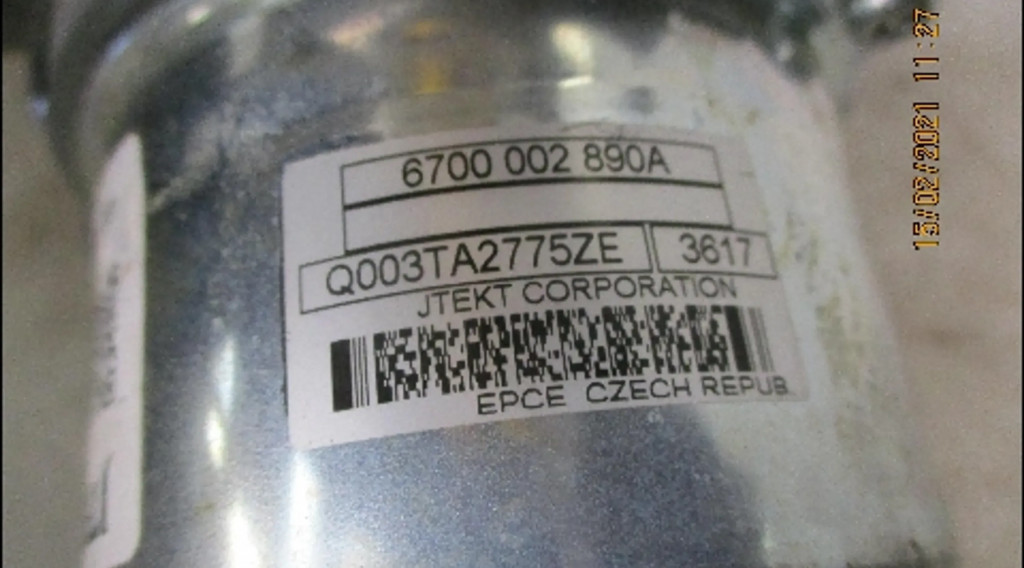 6700 002 890A
Q003TA2775ZE 3617
JTEKT CORPORATION
EPCE CZECH REPUB
15/02/2021 11:27